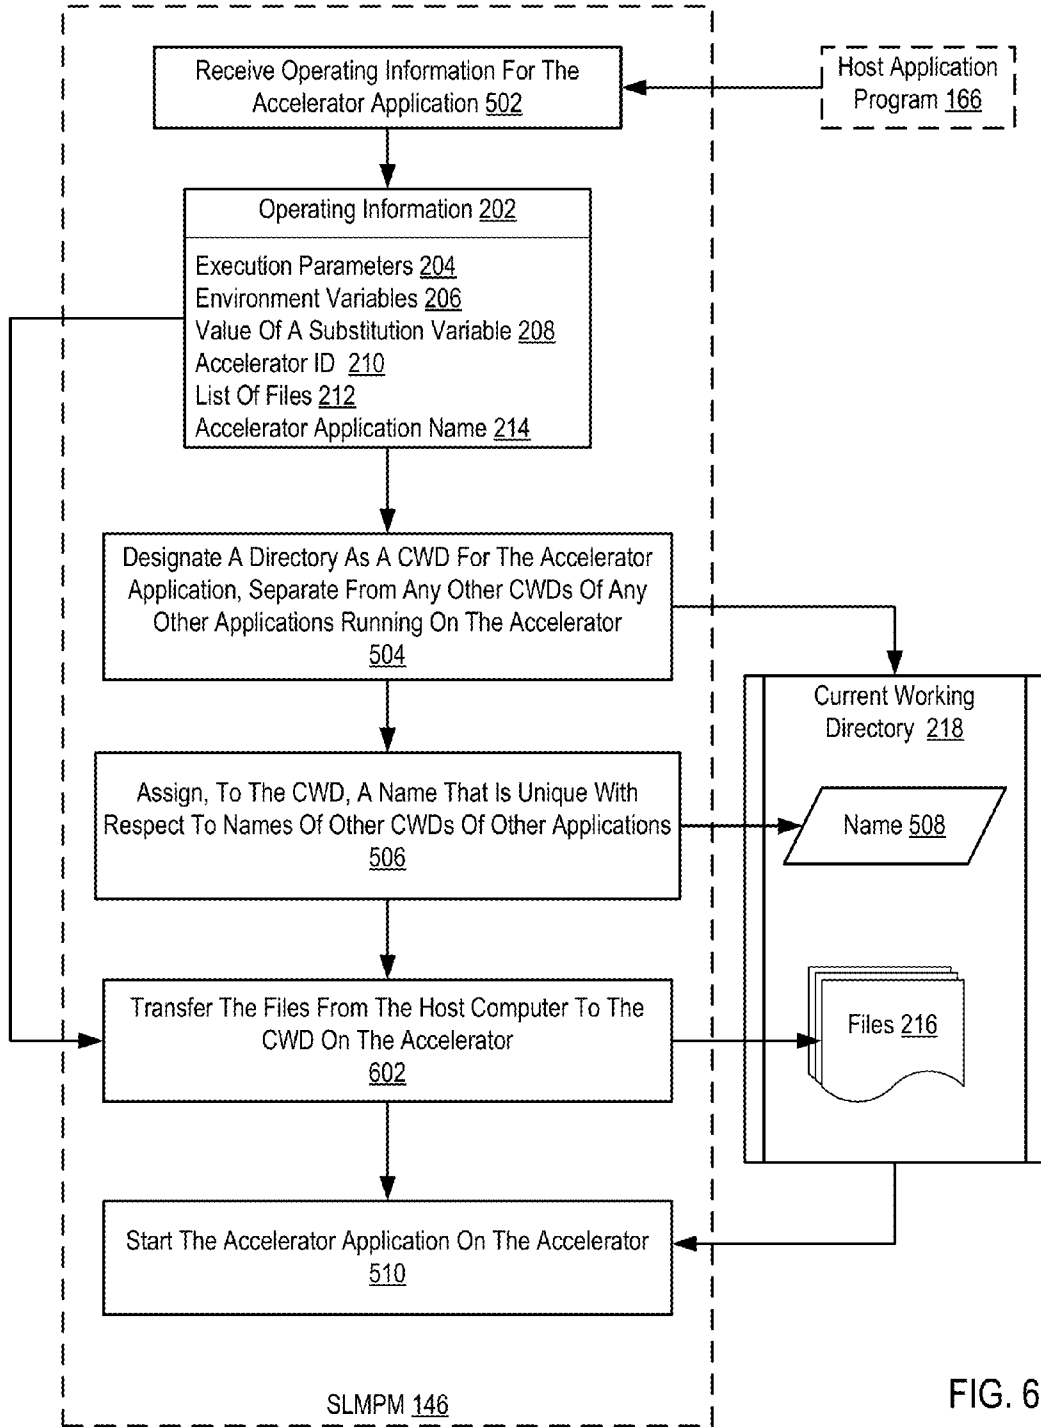 Receive Operating Information For The
Accelerator Application 502
Host Application
Program 166
Operating Information 202
Execution Parameters 204
Environment Variables 206
Value Of A Substitution Variable 208
Accelerator ID 210
List Of Files 212
Accelerator Application Name 214
Designate A Directory As A CWD For The Accelerator
Application, Separate From Any Other CWDs Of Any
Other Applications Running On The Accelerator
504
Current Working
Directory 218
Assign, To The CWD, A Name That Is Unique With
Respect To Names Of Other CWDs Of Other Applications
506
Name 508
Transfer The Files From The Host Computer To The
CWD On The Accelerator
602
Files 216
Start The Accelerator Application On The Accelerator
510
SLMPM 146
FIG. 6